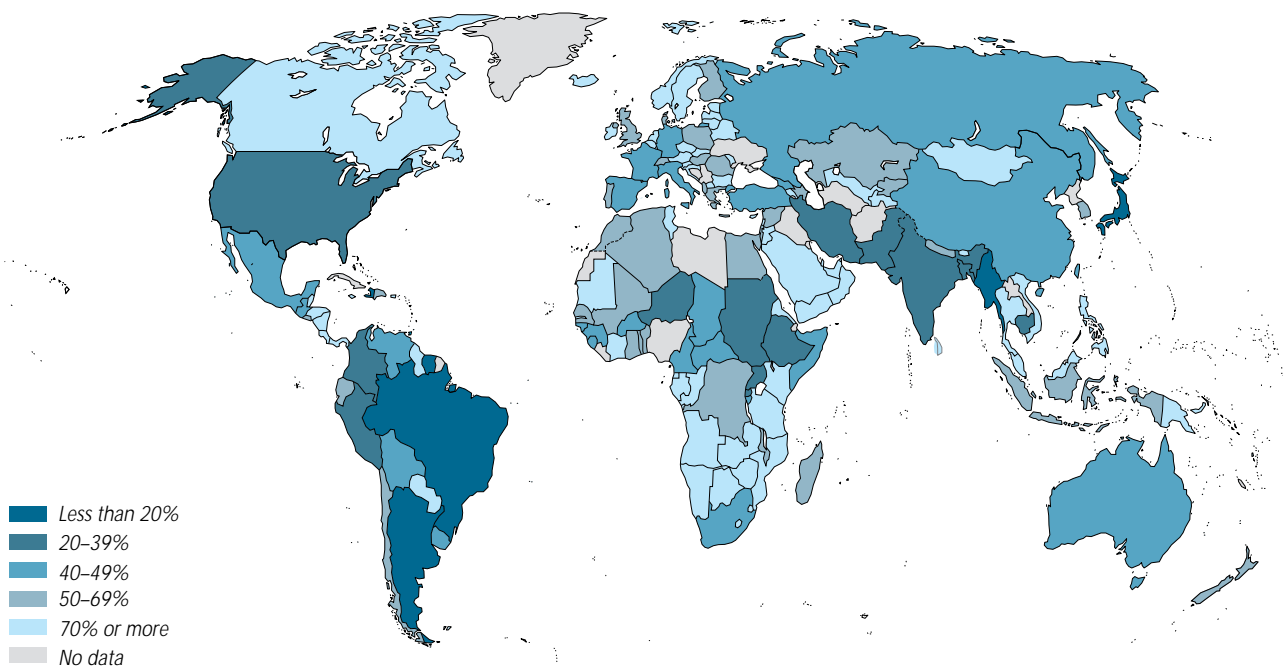 Less than 20%
20–39%
40–49%
50–69%
70% or more
No data